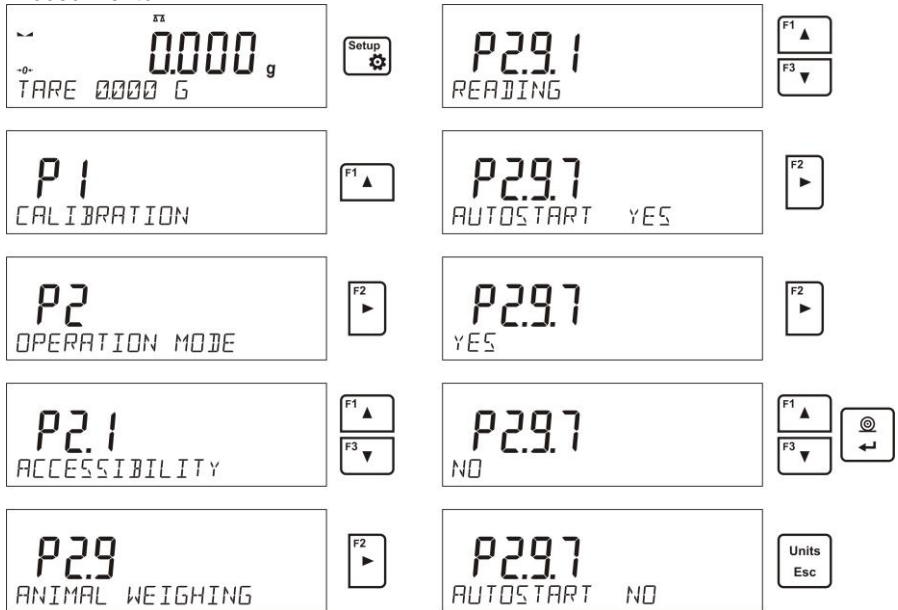 0.000 g
TARE 0.000 G
Setup
P1
CALIBRATION
F1
P2
OPERATION MODE
F2
P2.1
ACCESSIBILITY
F1
F3
P2.9
ANIMAL WEIGHING
F2
P2.9.1
READING
F1
F3
P2.9.7
AUTOSTART YES
F2
P2.9.7
YES
F2
P2.9.7
NO
F1
F3
P2.9.7
AUTOSTART NO
Units
Esc